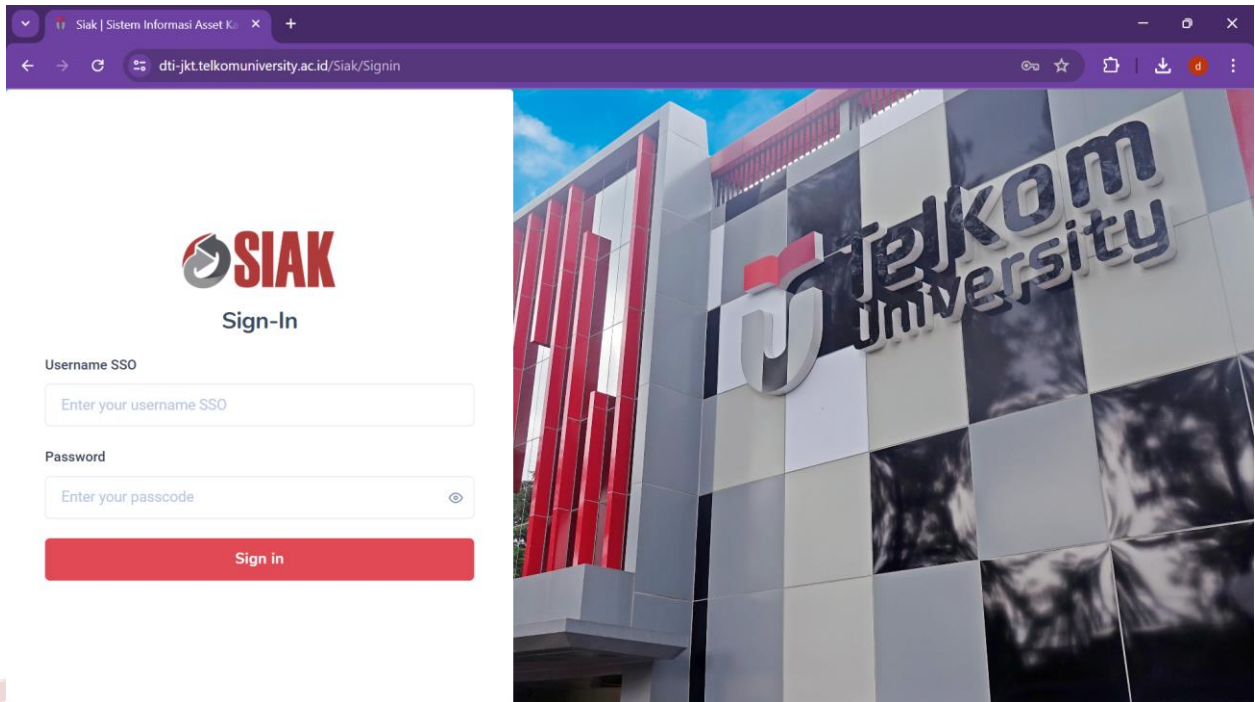 Siak | Sistem Informasi Asset Ka
dti-jkt.telkomuniversity.ac.id/Siak/Signin
d
SIAK
Sign-In
Username SSO
Enter your username SSO
Password
Enter your passcode
Sign in
Telkom
University